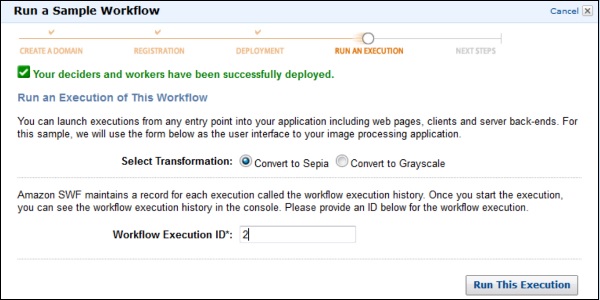 Run a Sample Workflow
Cancel
CREATE A DOMAIN REGISTRATION DEPLOYMENT RUN AN EXECUTION NEXT STEPS
Your deciders and workers have been successfully deployed.
Run an Execution of This Workflow
You can launch executions from any entry point into your application including web pages, clients and server back-ends. For
this sample, we will use the form below as the user interface to your image processing application.
Select Transformation: Convert to Sepia Convert to Grayscale
Amazon SWF maintains a record for each execution called the workflow execution history. Once you start the execution,
you can see the workflow execution history in the console. Please provide an ID below for the workflow execution.
Workflow Execution ID*: 2
Run This Execution